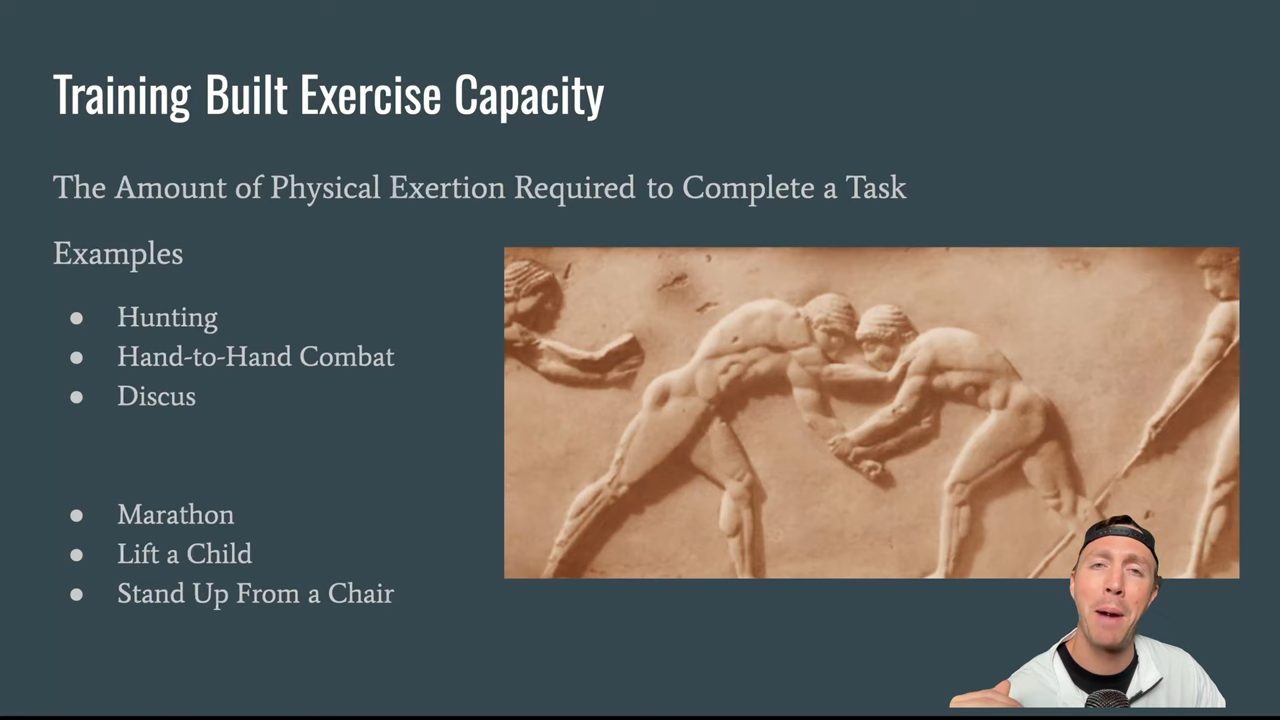 Training Built Exercise Capacity
The Amount of Physical Exertion Required to Complete a Task
Examples
● Hunting
● Hand-to-Hand Combat
● Discus
● Marathon
● Lift a Child
● Stand Up From a Chair